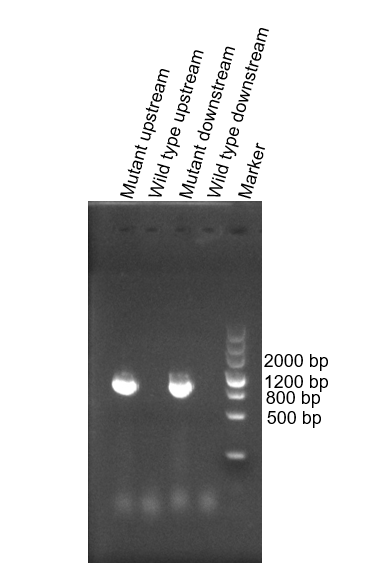 Mutant upstream
Wild type upstream
Mutant downstream
Wild type downstream
Marker
2000 bp
1200 bp
800 bp
500 bp